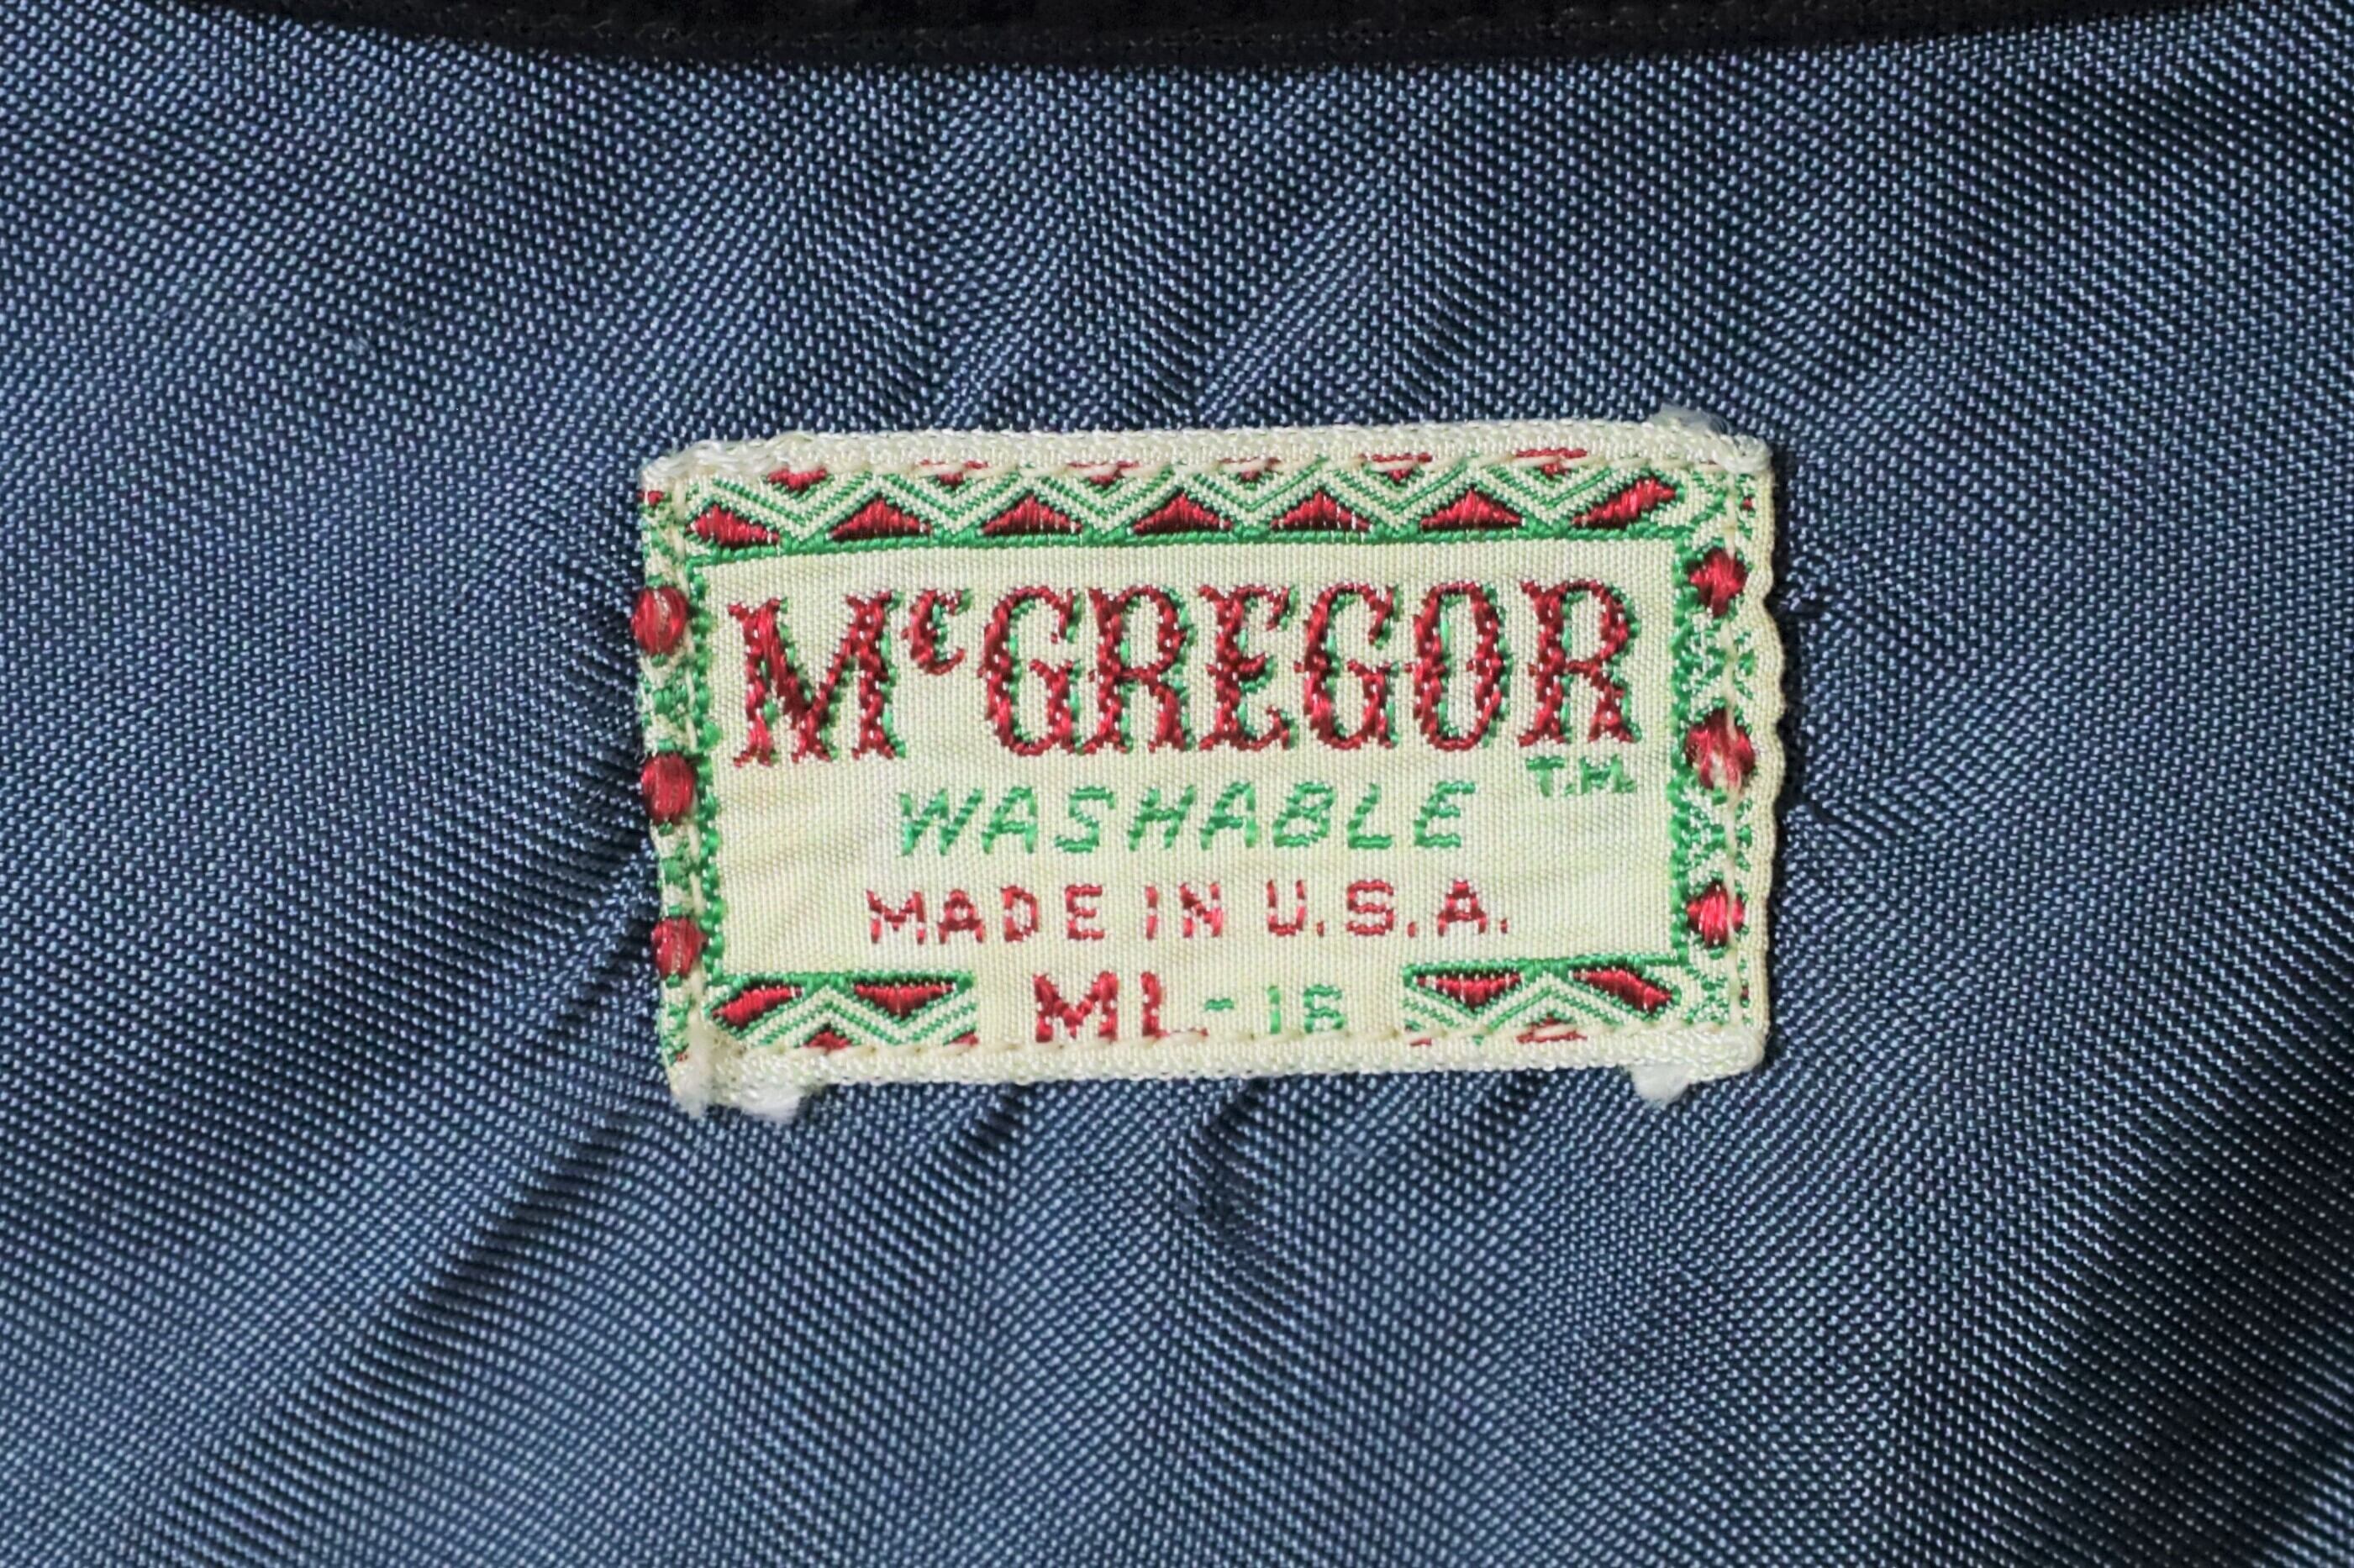 McGREGOR
T.M.
WASHABLE
MADE IN U.S.A.
ML-16